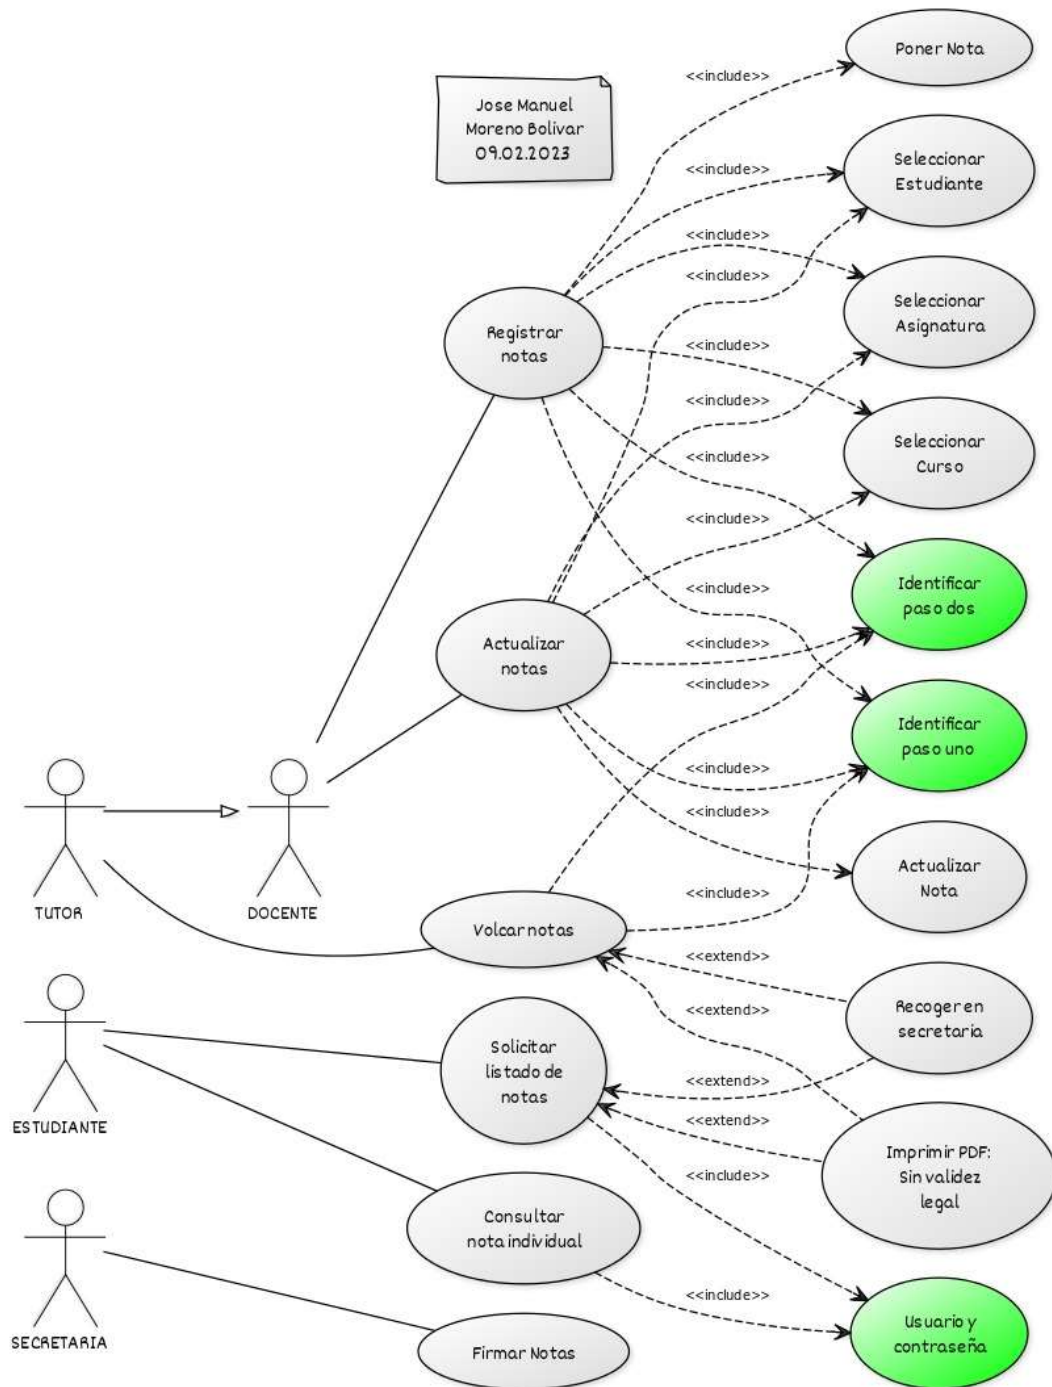 Poner Nota
<<include>>
Jose Manuel
Moreno Bolivar
09.02.2023
Seleccionar
Estudiante
<<include>>
<<include>>
<<include>>
Seleccionar
Asignatura
Registrar
notas
<<include>>
<<include>>
Seleccionar
Curso
<<include>>
<<include>>
Identificar
paso dos
<<include>>
Actualizar
notas
<<include>>
<<include>>
Identificar
paso uno
<<include>>
<<include>>
Actualizar
Nota
TUTOR
DOCENTE
<<include>>
Volcar notas
<<extend>>
Recoger en
secretaria
<<extend>>
Solicitar
listado de
notas
<<extend>>
<<extend>>
ESTUDIANTE
Imprimir PDF:
Sin validez
legal
<<include>>
Consultar
nota individual
<<include>>
Usuario y
contraseña
SECRETARIA
Firmar Notas